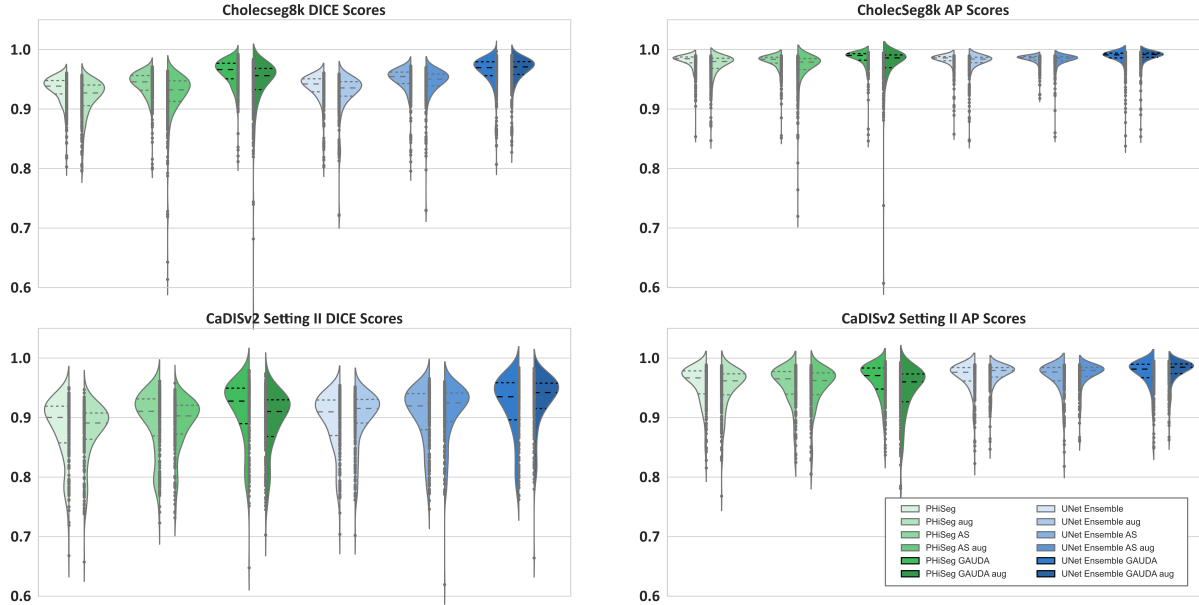 Cholecseg8k DICE Scores
1.0
0.9
0.8
0.7
0.6
CholecSeg8k AP Scores
1.0
0.9
0.8
0.7
0.6
CaDISv2 Setting II DICE Scores
1.0
0.9
0.8
0.7
0.6
CaDISv2 Setting II AP Scores
1.0
0.9
0.8
0.7
0.6
PHiSeg
PHiSeg aug
PHiSeg AS
PHiSeg AS aug
PHiSeg GAUDA
PHiSeg GAUDA aug
UNet Ensemble
UNet Ensemble aug
UNet Ensemble AS
UNet Ensemble AS aug
UNet Ensemble GAUDA
UNet Ensemble GAUDA aug